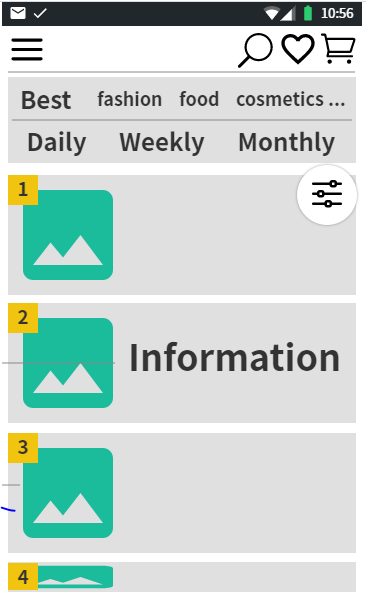 10:56
Best fashion food cosmetics ...
Daily Weekly Monthly
1
2
Information
3
4